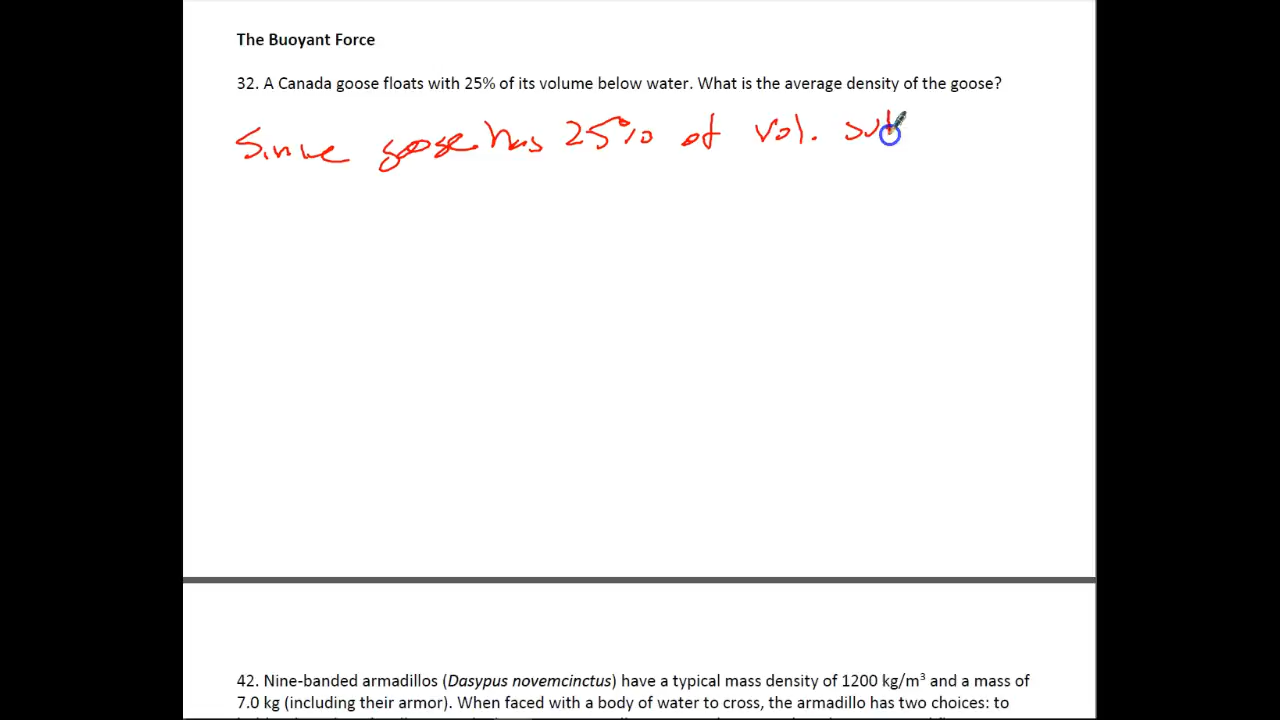 The Buoyant Force
32. A Canada goose floats with 25% of its volume below water. What is the average density of the goose?
Since goose has 25% of vol. sub
42. Nine-banded armadillos (Dasypus novemcinctus) have a typical mass density of 1200 kg/m³ and a mass of
7.0 kg (including their armor). When faced with a body of water to cross, the armadillo has two choices: to